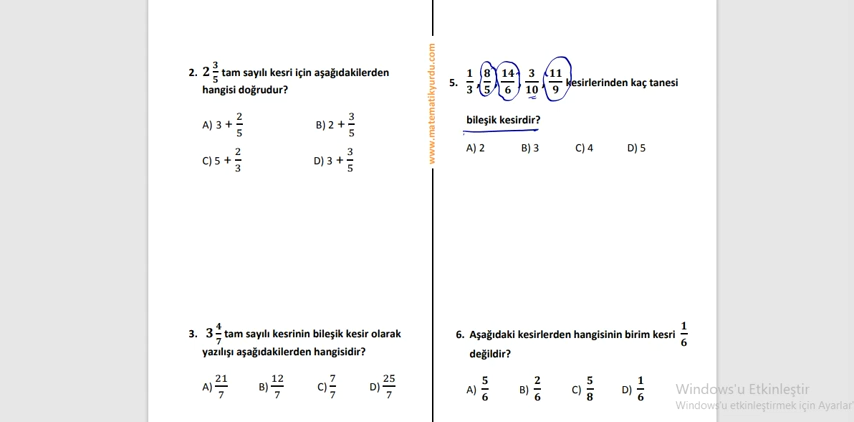 2. 2 3/5 tam sayılı kesri için aşağıdakilerden
hangisi doğrudur?
A) 3 + 2/5 B) 2 + 3/5
C) 5 + 2/3 D) 3 + 3/5
3. 3 4/7 tam sayılı kesrinin bileşik kesir olarak
yazılışı aşağıdakilerden hangisidir?
A) 21/7 B) 12/7 C) 7/7 D) 25/7
www.matematikyurdu.com
5. 1/3, 8/5, 14/6, 3/10, 11/9 kesirlerinden kaç tanesi
bileşik kesirdir?
A) 2 B) 3 C) 4 D) 5
6. Aşağıdaki kesirlerden hangisinin birim kesri 1/6
değildir?
A) 5/6 B) 2/6 C) 5/8 D) 1/6
Windows'u Etkinleştir
Windows'u etkinleştirmek için Ayarlar'